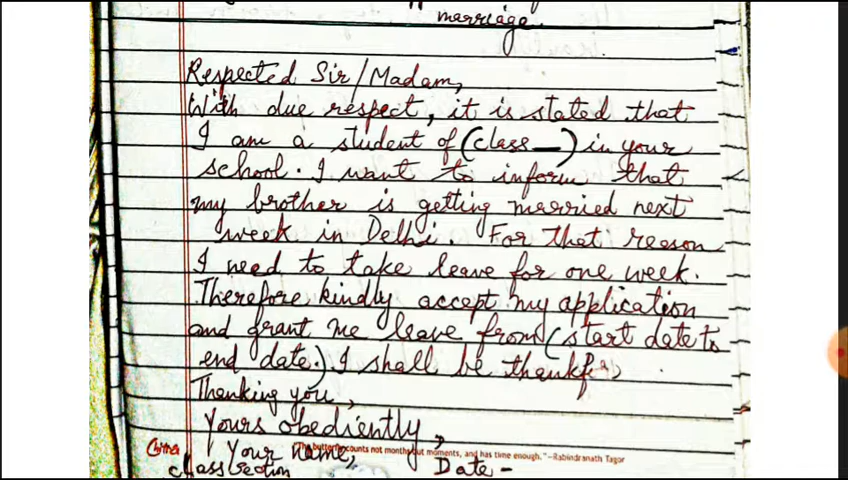 marriage.
Respected Sir/Madam,
With due respect, it is stated that
I am a student of (class —) in your
school. I want to inform that
my brother is getting married next
week in Delhi. For that reason
I need to take leave for one week.
Therefore kindly accept my application
and grant me leave from (start date to
end date.) I shall be
Thanking you,
Yours obediently,
"The butterfly counts not months but moments, and has time enough."–Rabindranath Tagor
Your name,
class section Date -